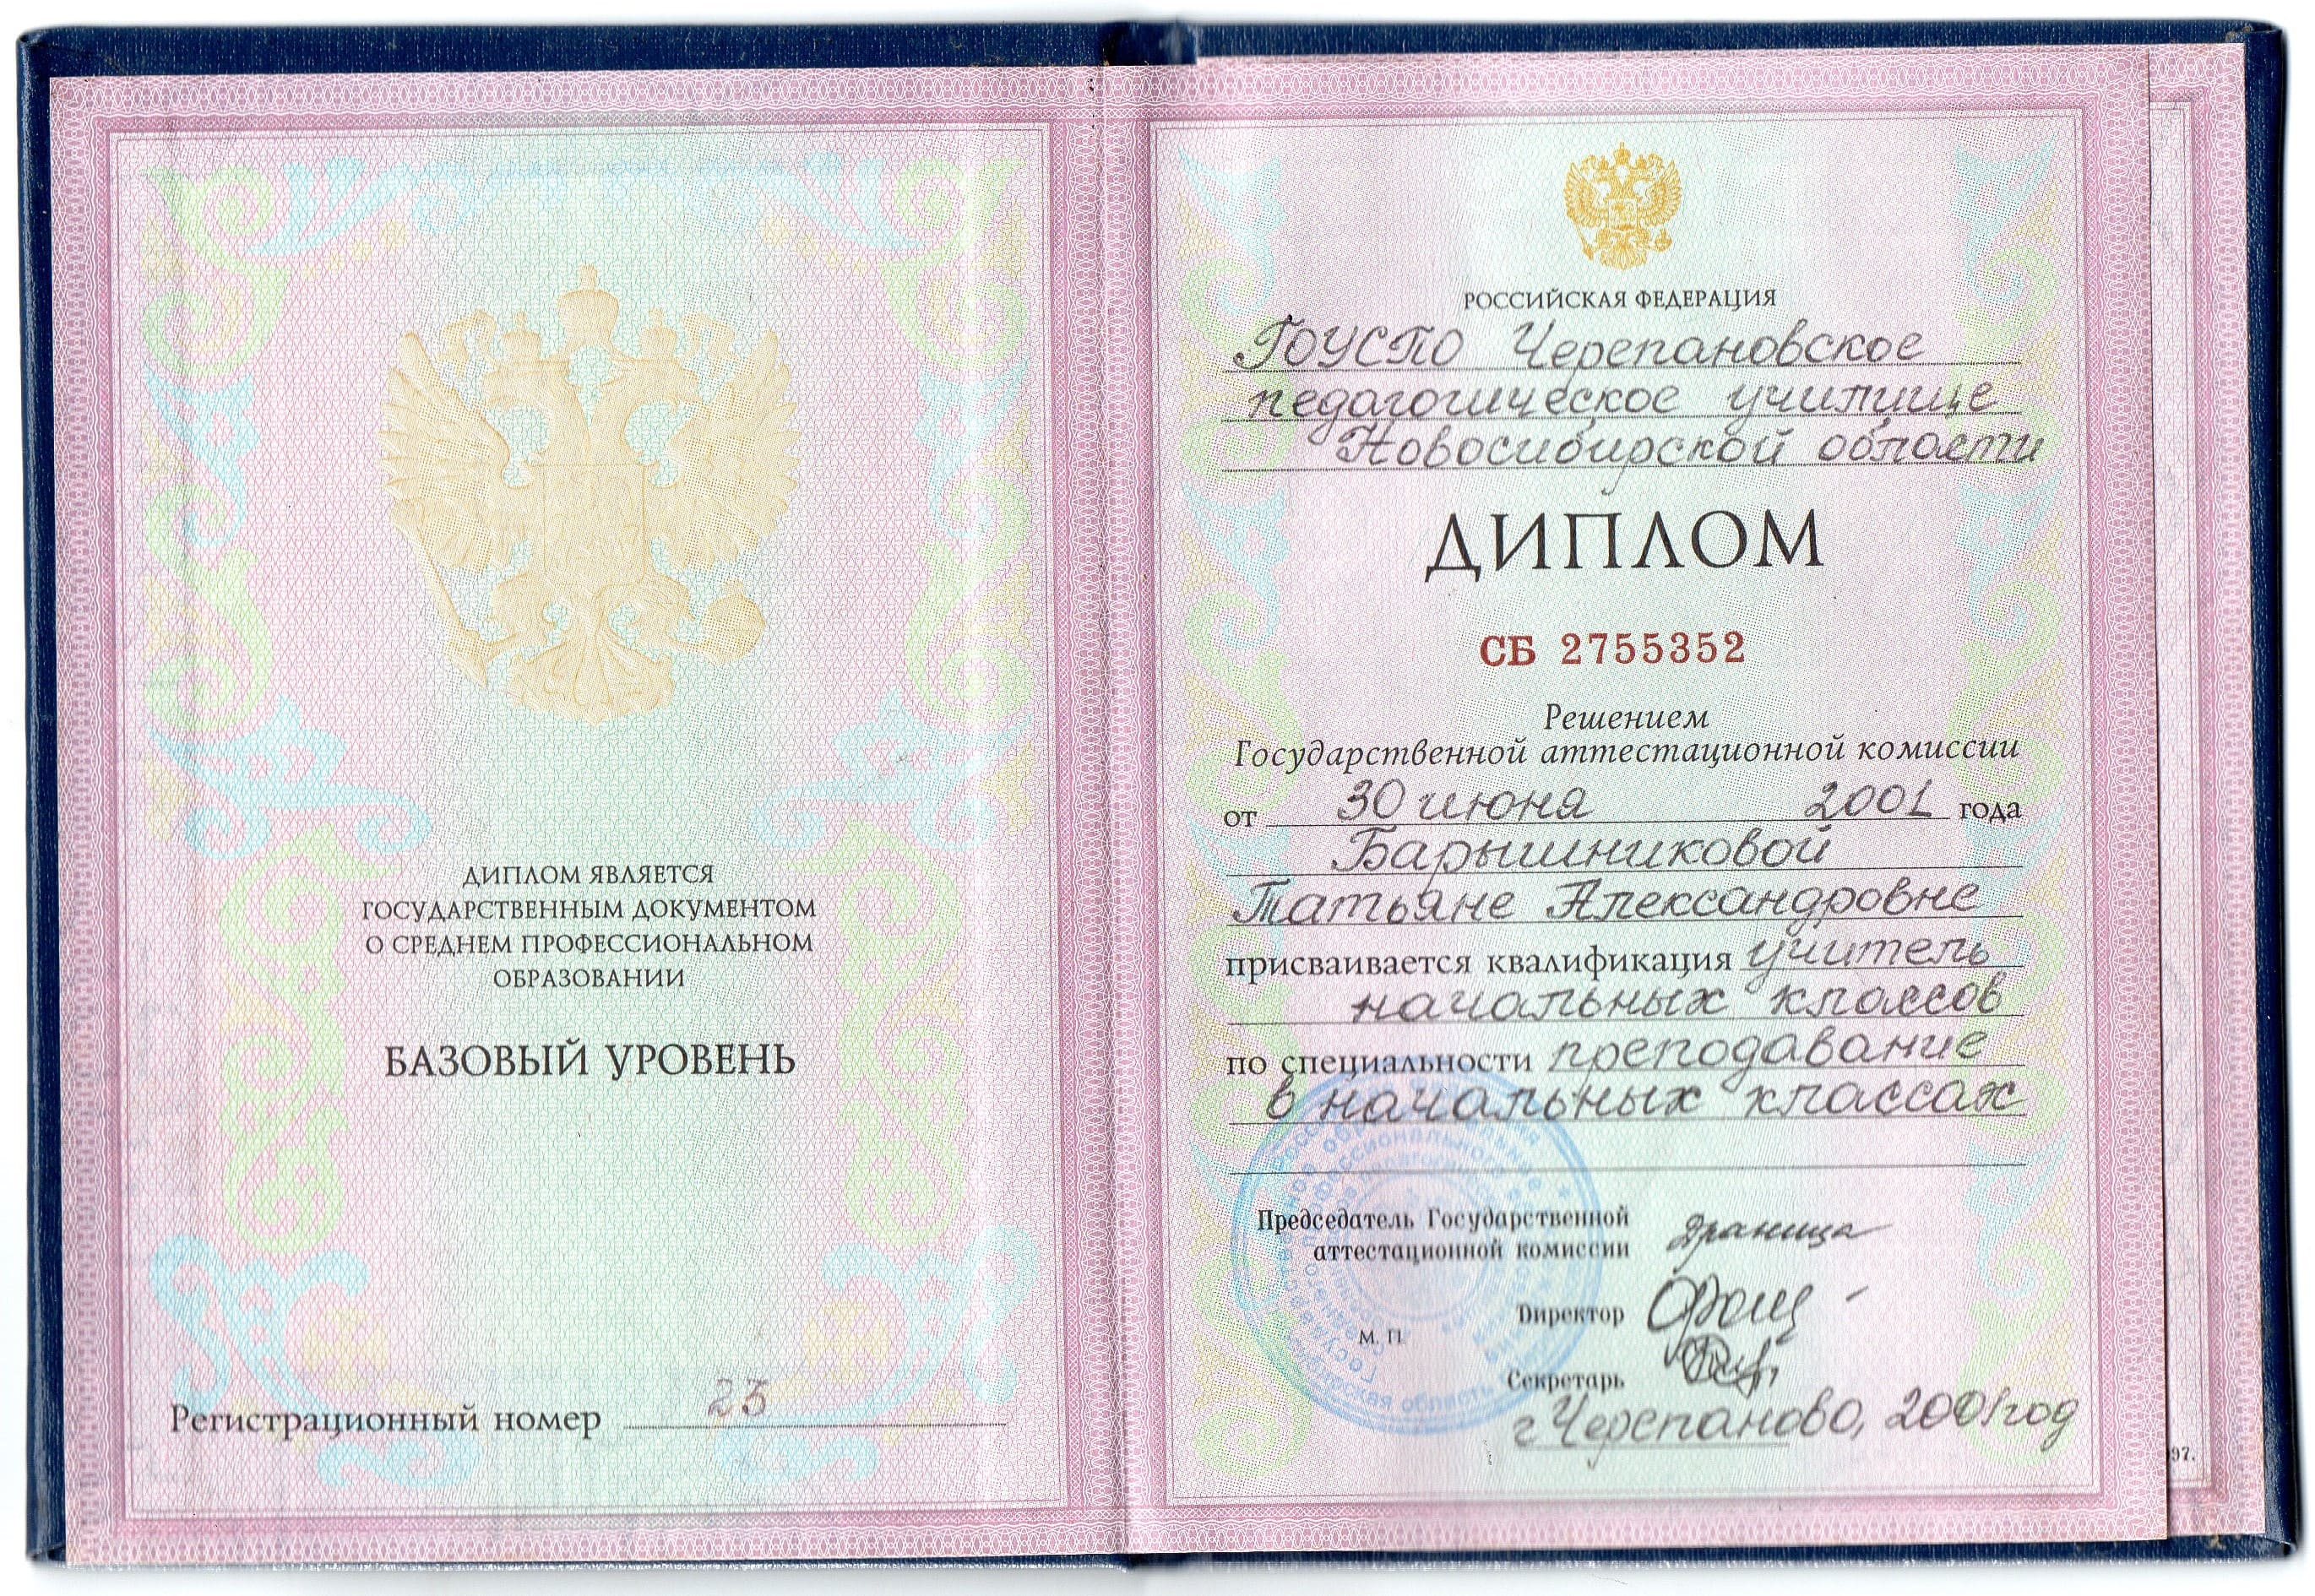 ДИПЛОМ ЯВЛЯЕТСЯ
ГОСУДАРСТВЕННЫМ ДОКУМЕНТОМ
О СРЕДНЕМ ПРОФЕССИОНАЛЬНОМ
ОБРАЗОВАНИИ
БАЗОВЫЙ УРОВЕНЬ
Регистрационный номер 23
РОССИЙСКАЯ ФЕДЕРАЦИЯ
ГОУСПО Черепановское
педагогическое училище
Новосибирской области
ДИПЛОМ
СБ 2755352
Решением
Государственной аттестационной комиссии
от 30 июня 2001 года
Барышниковой
Татьяне Александровне
присваивается квалификация учитель
начальных классов
по специальности преподавание
в начальных классах
Председатель Государственной
аттестационной комиссии
Директор
М. П.
Секретарь
г. Черепаново, 2001 год
97.